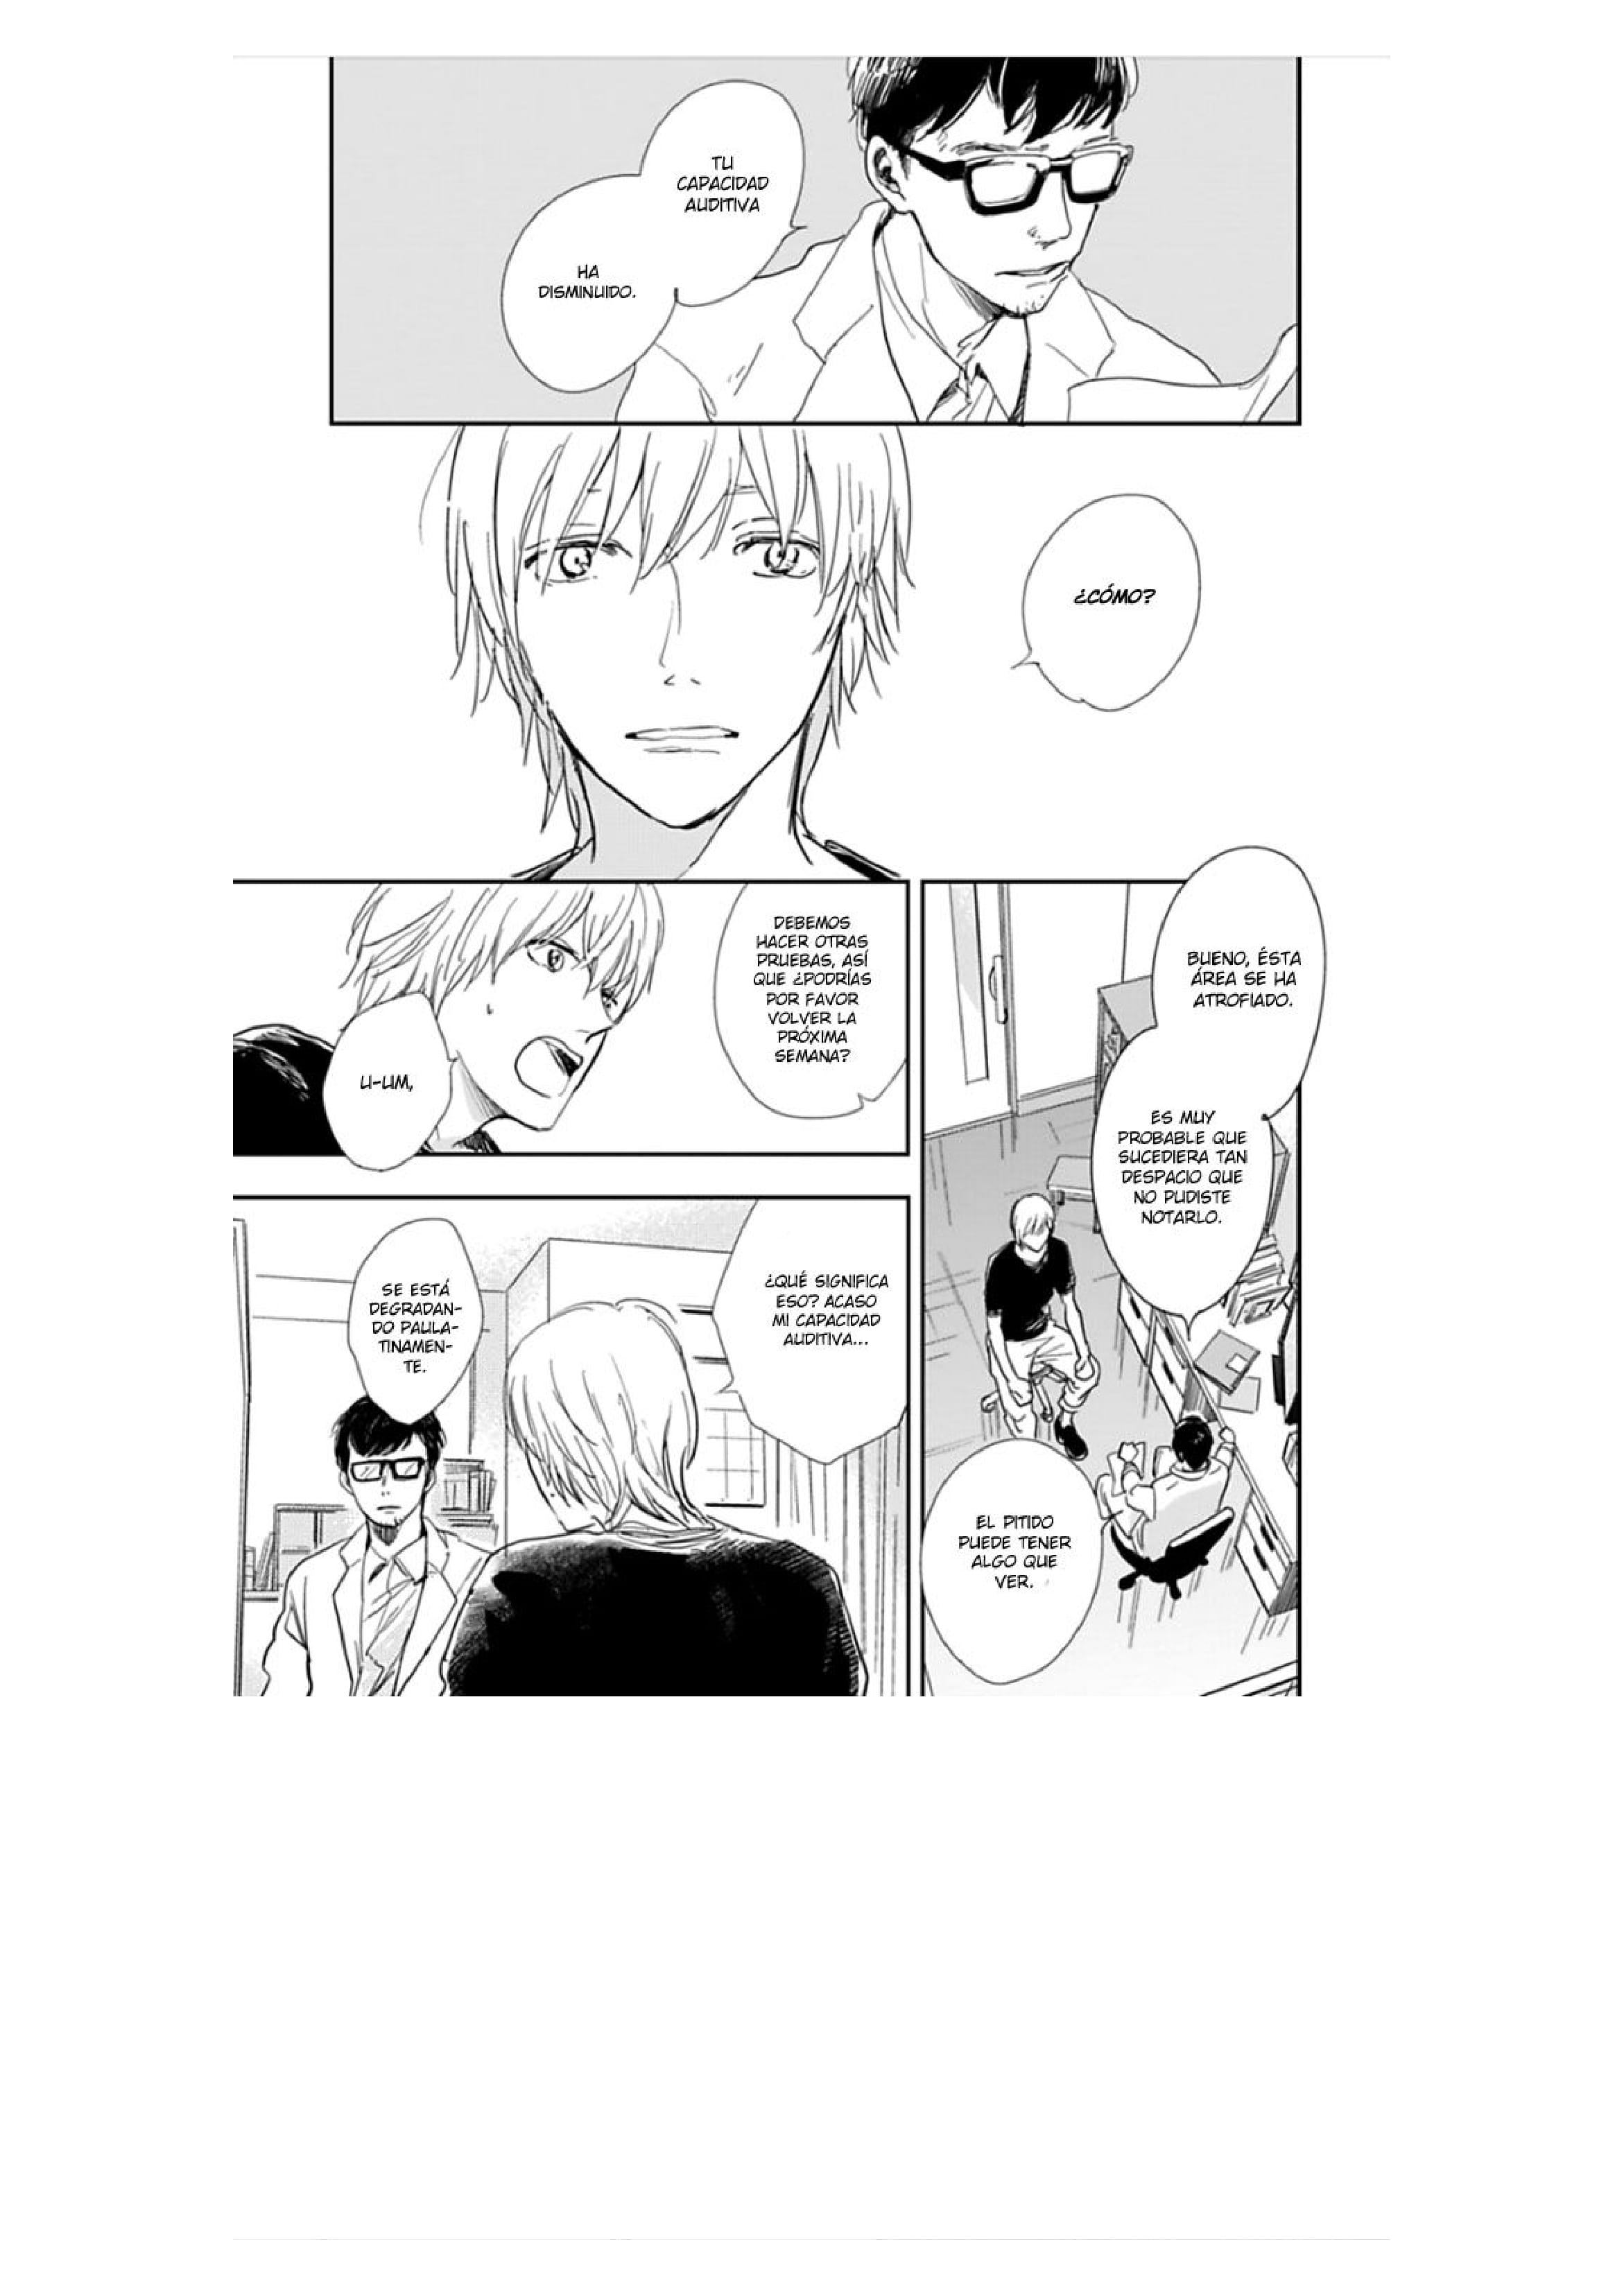 TU
CAPACIDAD
AUDITIVA
HA
DISMINUIDO.
¿CÓMO?
BUENO, ÉSTA
ÁREA SE HA
ATROFIADO.
ES MUY
PROBABLE QUE
SUCEDIERA TAN
DESPACIO QUE
NO PUDISTE
NOTARLO.
EL PITIDO
PUEDE TENER
ALGO QUE
VER.
DEBEMOS
HACER OTRAS
PRUEBAS, ASÍ
QUE ¿PODRÍAS
POR FAVOR
VOLVER LA
PRÓXIMA
SEMANA?
U-UM,
¿QUÉ SIGNIFICA
ESO? ACASO
MI CAPACIDAD
AUDITIVA...
SE ESTÁ
DEGRADAN-
DO PAULA-
TINAMEN-
TE.